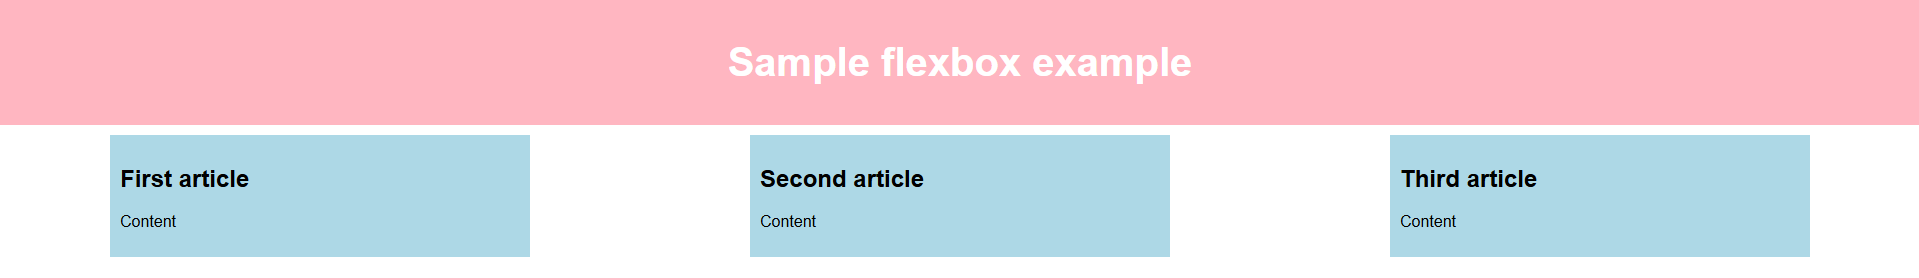 Sample flexbox example
First article
Content
Second article
Content
Third article
Content